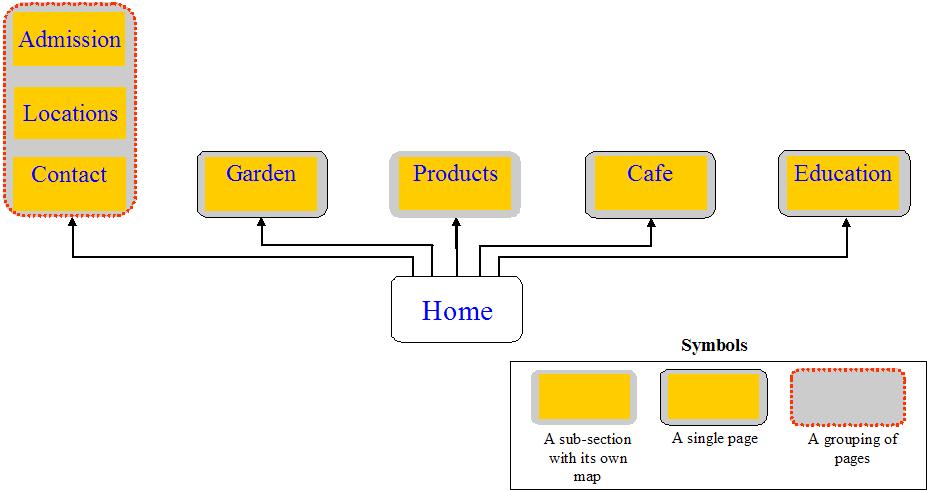 Admission
Locations
Contact
Garden
Products
Cafe
Education
Home
Symbols
A sub-section
with its own
map
A single page
A grouping of
pages